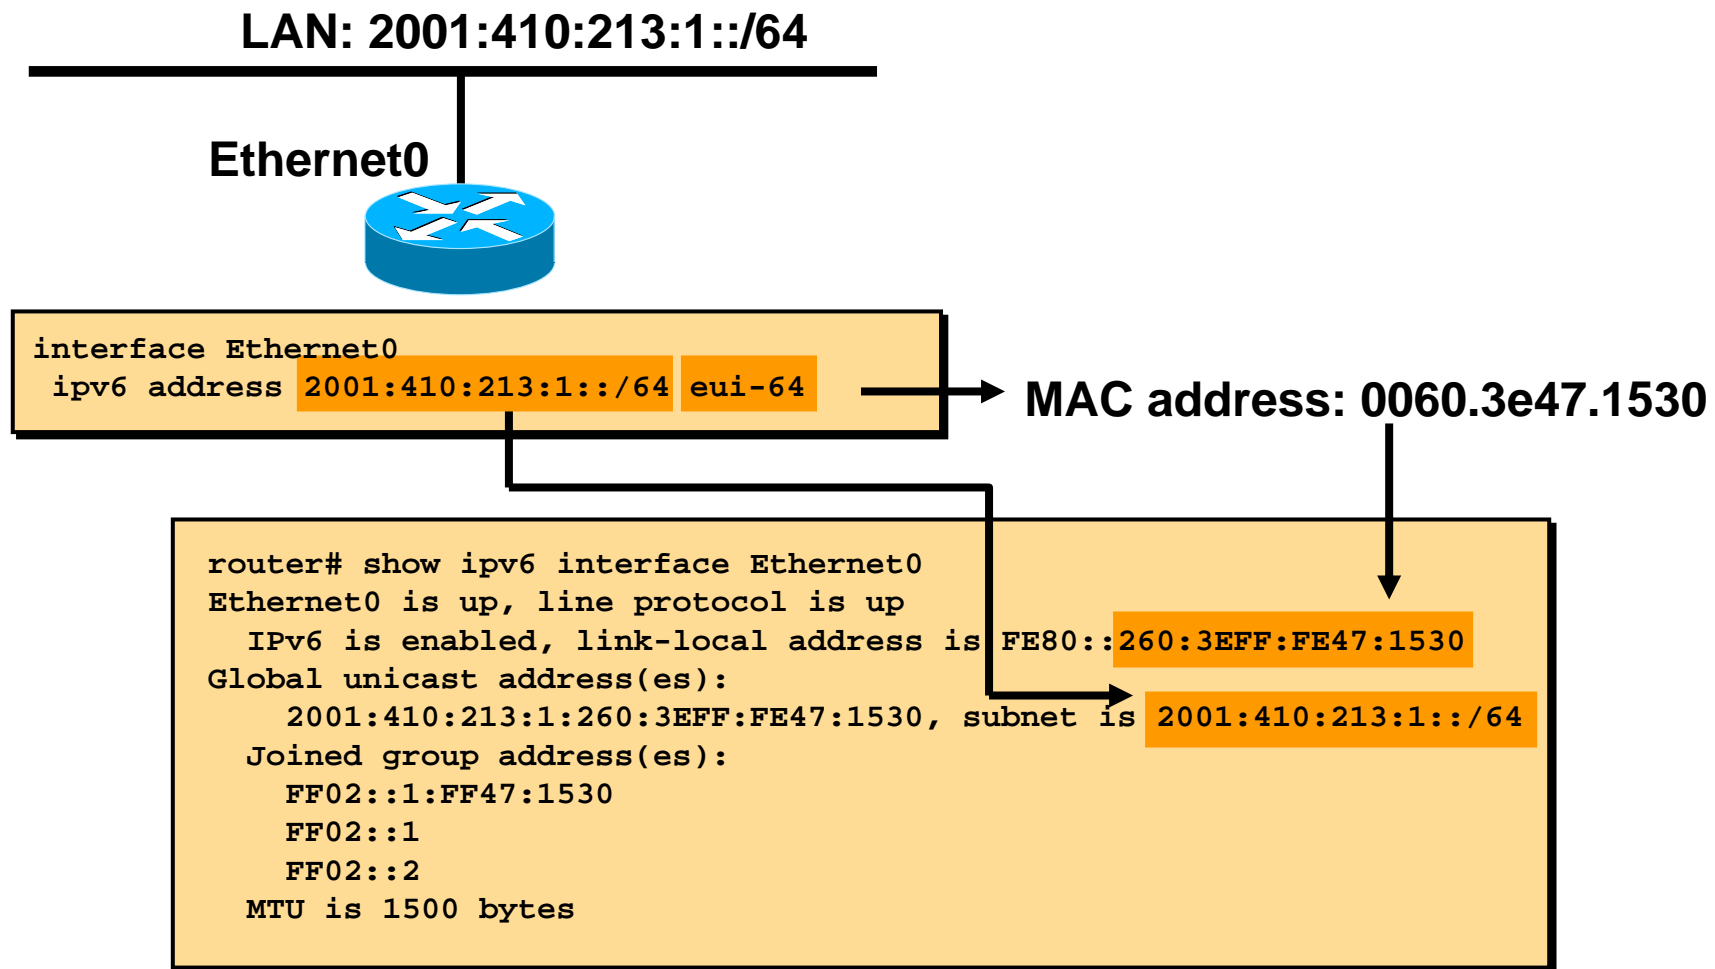 LAN: 2001:410:213:1::/64
Ethernet0
interface Ethernet0
ipv6 address 2001:410:213:1::/64 eui-64
MAC address: 0060.3e47.1530
router# show ipv6 interface Ethernet0
Ethernet0 is up, line protocol is up
IPv6 is enabled, link-local address is FE80::260:3EFF:FE47:1530
Global unicast address(es):
2001:410:213:1:260:3EFF:FE47:1530, subnet is 2001:410:213:1::/64
Joined group address(es):
FF02::1:FF47:1530
FF02::1
FF02::2
MTU is 1500 bytes